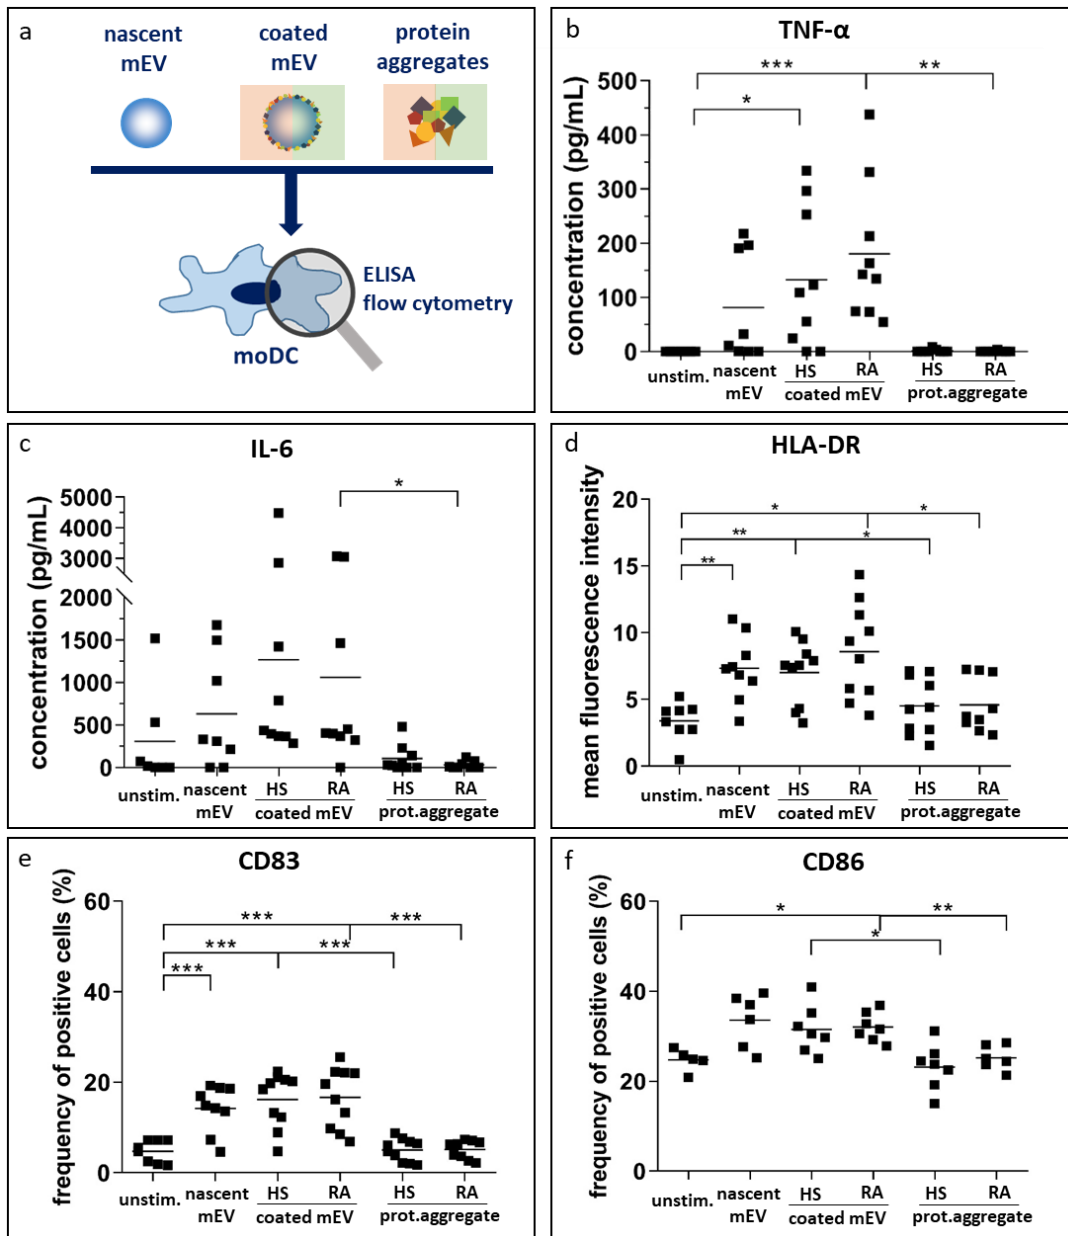 a
nascent
mEV
coated
mEV
protein
aggregates
ELISA
flow cytometry
moDC
b
TNF-α
concentration (pg/mL)
500
400
300
200
100
0
***
**
*
unstim.
nascent
mEV
HS
RA
coated mEV
HS
RA
prot.aggregate
c
IL-6
concentration (pg/mL)
5000
4000
3000
2000
1500
1000
500
0
*
unstim.
nascent
mEV
HS
RA
coated mEV
HS
RA
prot.aggregate
d
HLA-DR
mean fluorescence intensity
20
15
10
5
0
*
*
**
*
**
unstim.
nascent
mEV
HS
RA
coated mEV
HS
RA
prot.aggregate
e
CD83
frequency of positive cells (%)
60
40
20
0
***
***
***
***
***
unstim.
nascent
mEV
HS
RA
coated mEV
HS
RA
prot.aggregate
f
CD86
frequency of positive cells (%)
60
40
20
0
*
**
*
unstim.
nascent
mEV
HS
RA
coated mEV
HS
RA
prot.aggregate